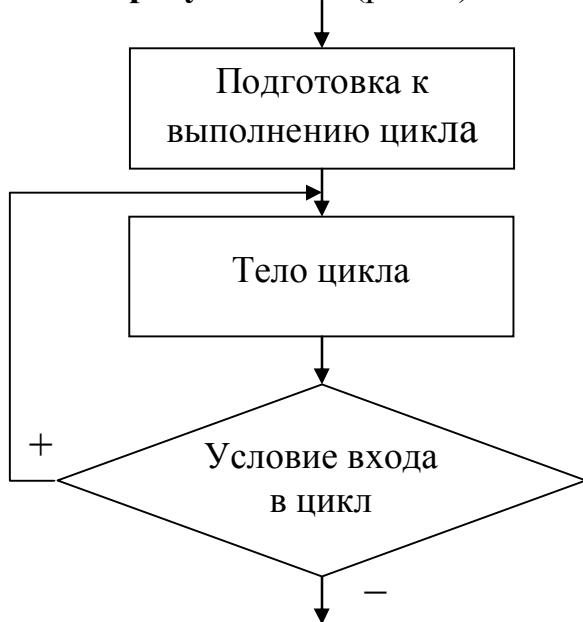 Подготовка к
выполнению цикла
Тело цикла
+
Условие входа
в цикл
–